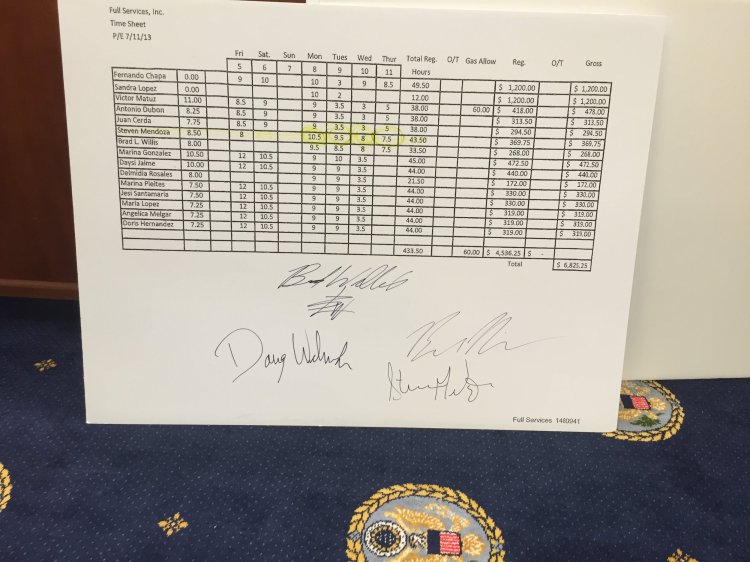 Full Services, Inc.
Time Sheet
P/E 7/11/13
Fri Sat. Sun Mon Tues Wed Thur Total Reg. O/T Gas Allow Reg. O/T Gross
5 6 7 8 9 10 11 Hours
Fernando Chapa 0.00 9 10 10 3 9 8.5 49.50 $ 1,200.00 $ 1,200.00
Sandra Lopez 0.00 10 2 12.00 $ 1,200.00 $ 1,200.00
Victor Matuz 11.00 8.5 9 9 3.5 3 5 38.00 60.00 $ 418.00 $ 478.00
Antonio Dubon 8.25 8.5 9 9 3.5 3 5 38.00 $ 313.50 $ 313.50
Juan Cerda 7.75 8.5 9 9 3.5 3 5 38.00 $ 294.50 $ 294.50
Steven Mendoza 8.50 8 10.5 9.5 8 7.5 43.50 $ 369.75 $ 369.75
Brad L. Willis 8.00 9.5 8.5 8 7.5 33.50 $ 268.00 $ 268.00
Marina Gonzalez 10.50 12 10.5 9 10 3.5 45.00 $ 472.50 $ 472.50
Daysi Jaime 10.00 12 10.5 9 9 3.5 44.00 $ 440.00 $ 440.00
Delmidia Rosales 8.00 9 9 3.5 21.50 $ 172.00 $ 172.00
Marina Pieltes 7.50 12 10.5 9 9 3.5 44.00 $ 330.00 $ 330.00
Jesi Santamaria 7.50 12 10.5 9 9 3.5 44.00 $ 330.00 $ 330.00
Maria Lopez 7.25 12 10.5 9 9 3.5 44.00 $ 319.00 $ 319.00
Angelica Melgar 7.25 12 10.5 9 9 3.5 44.00 $ 319.00 $ 319.00
Doris Hernandez 7.25 12 10.5 9 9 3.5 44.00 $ 319.00 $ 319.00
433.50 60.00 $ 4,536.25 $ -
Total $ 6,825.25
Doug
Full Services 1480941